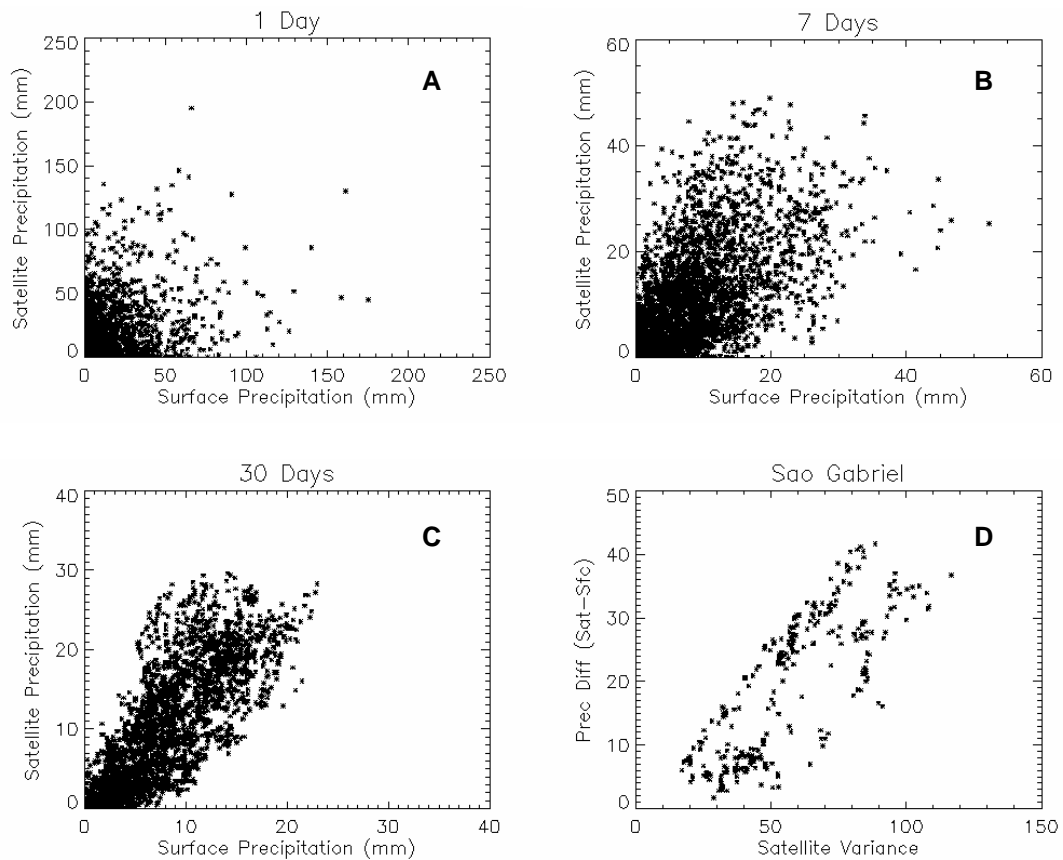 1 Day
A
Satellite Precipitation (mm)
250
200
150
100
50
0
0 50 100 150 200 250
Surface Precipitation (mm)
7 Days
B
Satellite Precipitation (mm)
60
40
20
0
0 20 40 60
Surface Precipitation (mm)
30 Days
C
Satellite Precipitation (mm)
40
30
20
10
0
0 10 20 30 40
Surface Precipitation (mm)
Sao Gabriel
D
Prec Diff (Sat-Sfc)
50
40
30
20
10
0
0 50 100 150
Satellite Variance